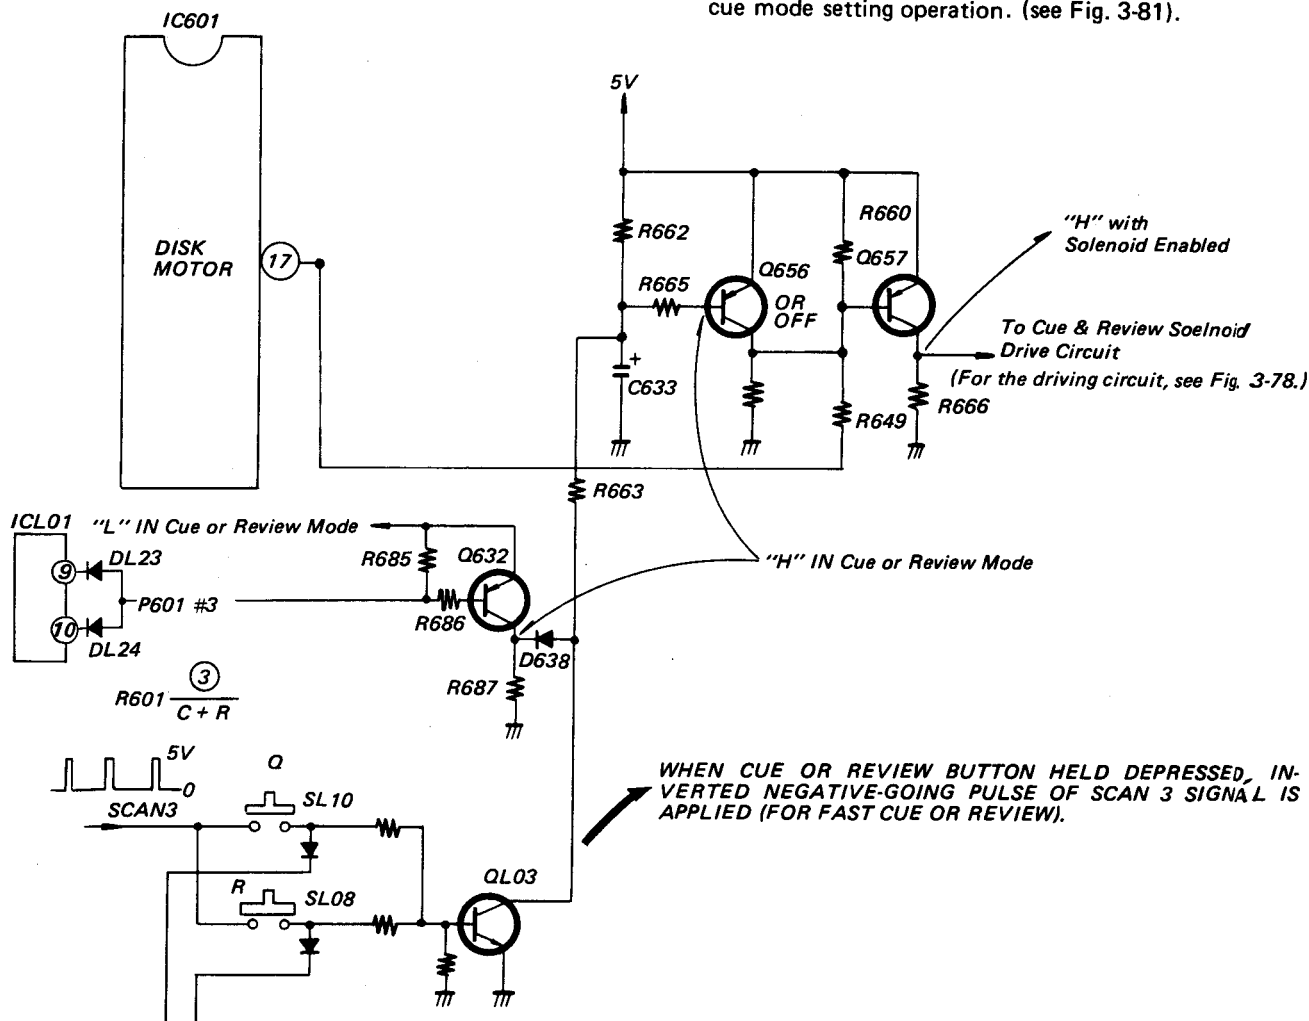 cue mode setting operation. (see Fig. 3-81).
IC601
5V
DISK
MOTOR
17
R662
R665
Q656
OR
OFF
R660
Q657
"H" with
Solenoid Enabled
To Cue & Review Soelnoid
Drive Circuit
(For the driving circuit, see Fig. 3-78.)
C633
+
R649
R666
R663
ICL01
"L" IN Cue or Review Mode
9
DL23
R685
Q632
"H" IN Cue or Review Mode
P601 #3
10
DL24
R686
D638
R687
3
R601
C + R
5V
0
SCAN3
Q
SL10
WHEN CUE OR REVIEW BUTTON HELD DEPRESSED, IN-
VERTED NEGATIVE-GOING PULSE OF SCAN 3 SIGNAL IS
APPLIED (FOR FAST CUE OR REVIEW).
R
SL08
QL03